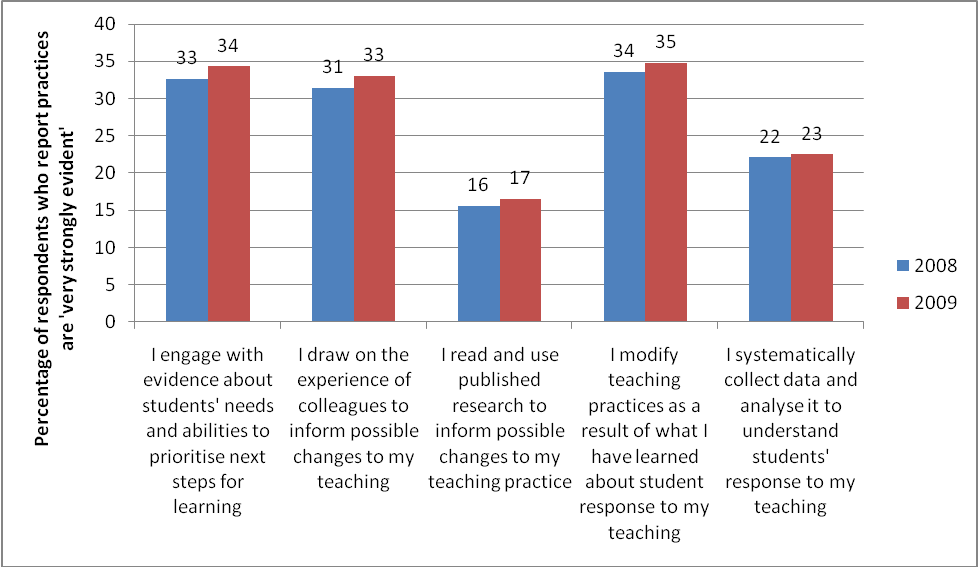 Percentage of respondents who report practices
are 'very strongly evident'
40
35
30
25
20
15
10
5
0
33
34
31
33
16
17
34
35
22
23
I engage with
evidence about
students' needs
and abilities to
prioritise next
steps for
learning
I draw on the
experience of
colleagues to
inform possible
changes to my
teaching
I read and use
published
research to
inform possible
changes to my
teaching practice
I modify
teaching
practices as a
result of what I
have learned
about student
response to my
teaching
I systematically
collect data and
analyse it to
understand
students'
response to my
teaching
2008
2009